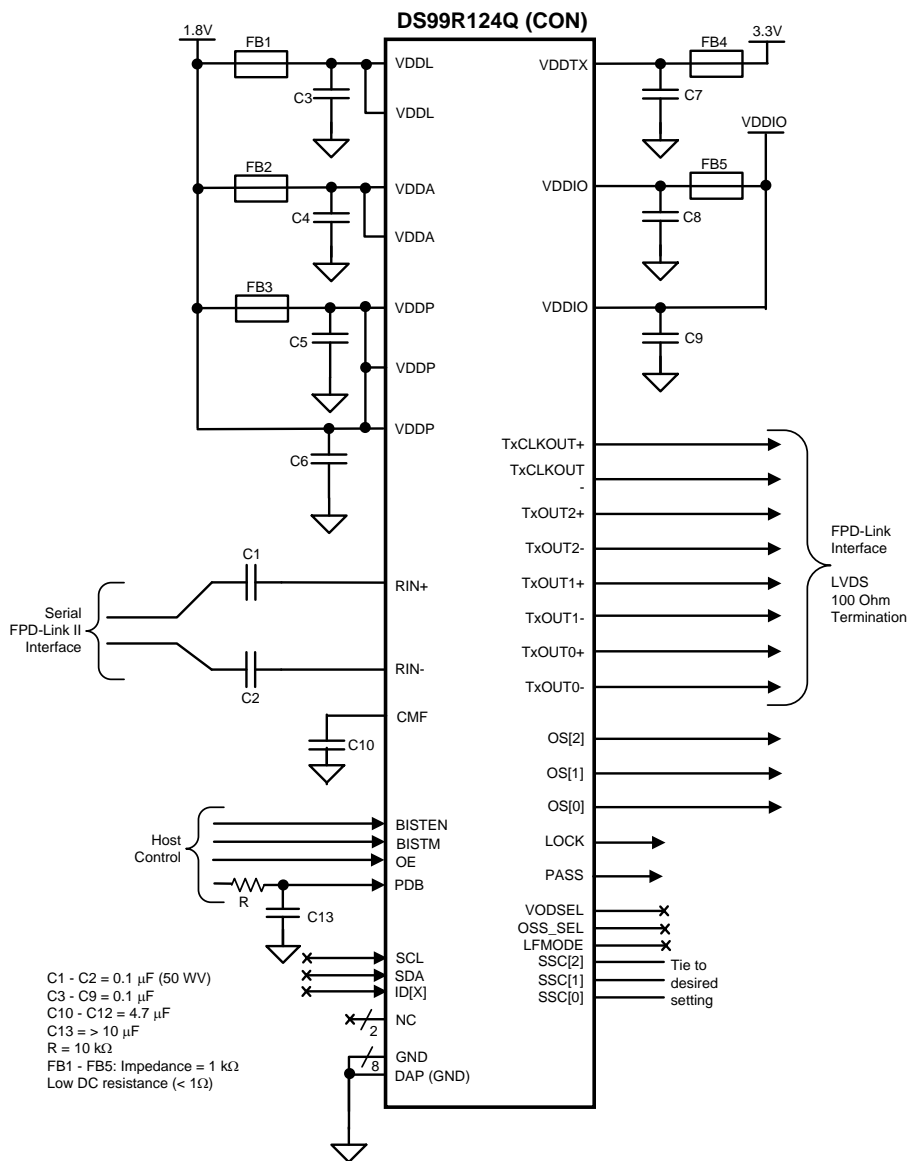 DS99R124Q (CON)
1.8V
FB1
C3
VDDL
VDDL
FB2
C4
VDDA
VDDA
FB3
C5
VDDP
VDDP
VDDP
C6
VDDTX
FB4
3.3V
C7
VDDIO
VDDIO
FB5
C8
VDDIO
C9
TxCLKOUT+
TxCLKOUT
-
TxOUT2+
TxOUT2-
TxOUT1+
TxOUT1-
TxOUT0+
TxOUT0-
FPD-Link
Interface
LVDS
100 Ohm
Termination
C1
RIN+
Serial
FPD-Link II
Interface
RIN-
C2
CMF
C10
OS[2]
OS[1]
OS[0]
LOCK
PASS
Host
Control
BISTEN
BISTM
OE
PDB
R
C13
VODSEL
OSS_SEL
LFMODE
SSC[2]
SSC[1]
SSC[0]
Tie to
desired
setting
SCL
SDA
ID[X]
NC
2
GND
8
DAP (GND)
C1 - C2 = 0.1 μF (50 WV)
C3 - C9 = 0.1 μF
C10 - C12 = 4.7 μF
C13 = > 10 μF
R = 10 kΩ
FB1 - FB5: Impedance = 1 kΩ
Low DC resistance (< 1Ω)